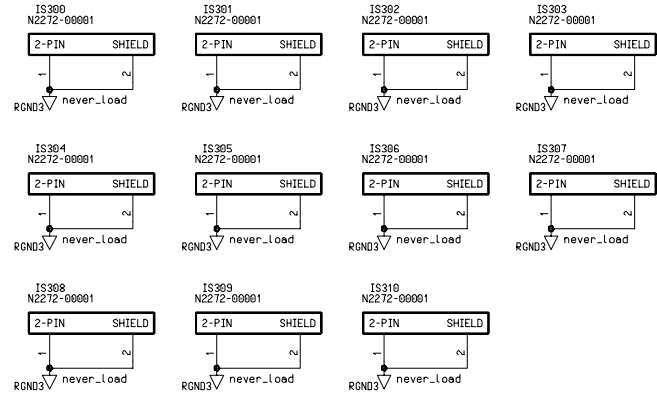 IS300
N2272-00001
2-PIN SHIELD
1 2
RGND3 never_load
IS301
N2272-00001
2-PIN SHIELD
1 2
RGND3 never_load
IS302
N2272-00001
2-PIN SHIELD
1 2
RGND3 never_load
IS303
N2272-00001
2-PIN SHIELD
1 2
RGND3 never_load
IS304
N2272-00001
2-PIN SHIELD
1 2
RGND3 never_load
IS305
N2272-00001
2-PIN SHIELD
1 2
RGND3 never_load
IS306
N2272-00001
2-PIN SHIELD
1 2
RGND3 never_load
IS307
N2272-00001
2-PIN SHIELD
1 2
RGND3 never_load
IS308
N2272-00001
2-PIN SHIELD
1 2
RGND3 never_load
IS309
N2272-00001
2-PIN SHIELD
1 2
RGND3 never_load
IS310
N2272-00001
2-PIN SHIELD
1 2
RGND3 never_load